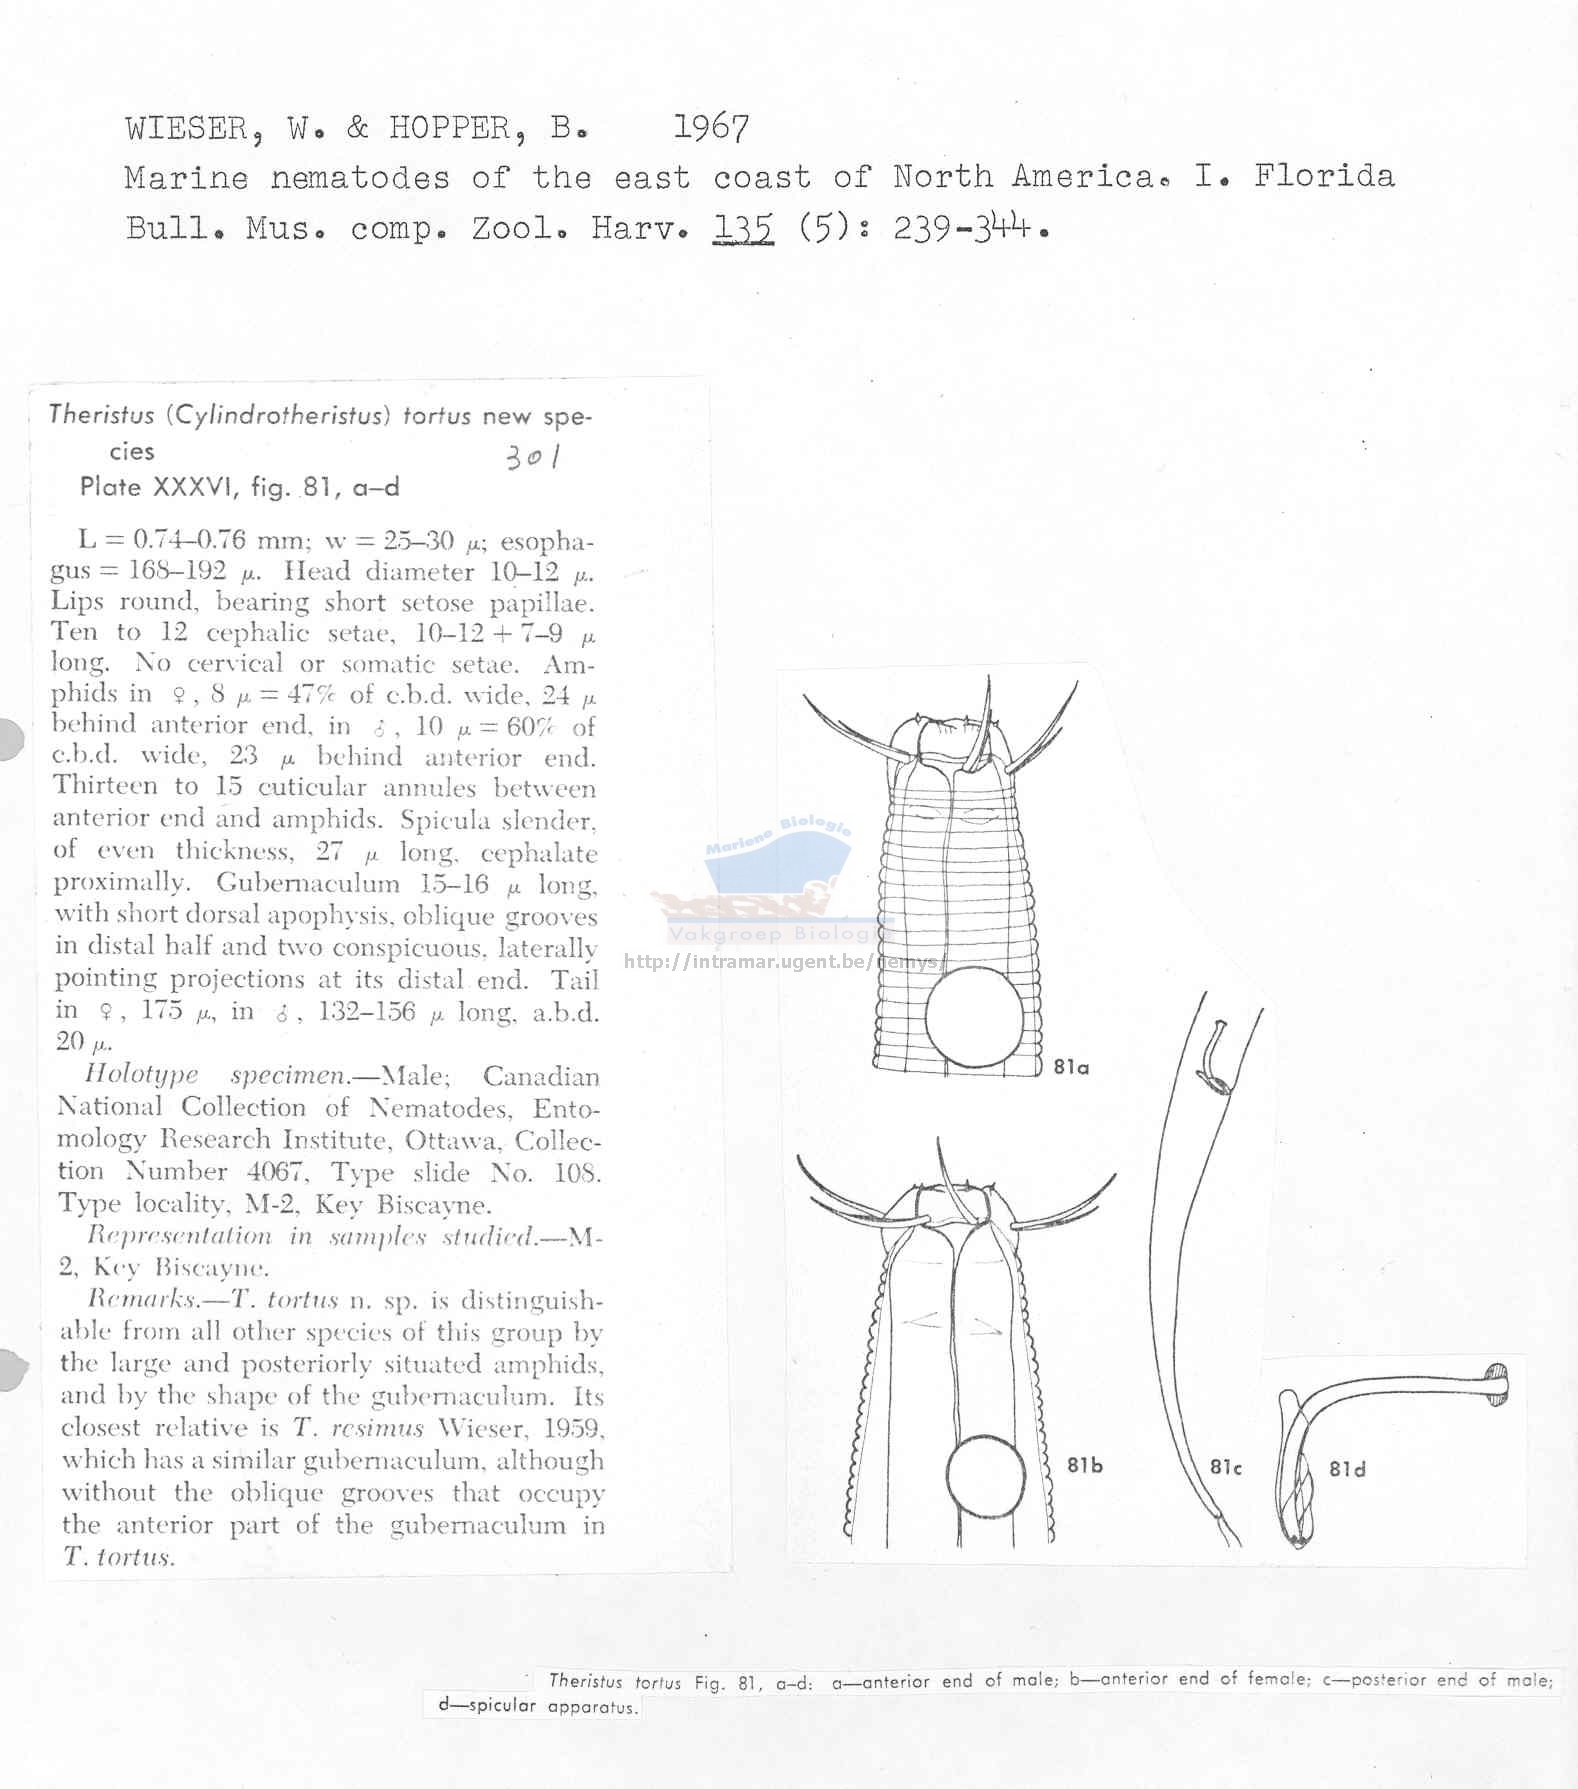 WIESER, W. & HOPPER, B. 1967
Marine nematodes of the east coast of North America. I. Florida
Bull. Mus. comp. Zool. Harv. 135 (5): 239-344.
Theristus (Cylindrotheristus) tortus new spe-
cies
301
Plate XXXVI, fig. 81, a–d
L = 0.74–0.76 mm; w = 25–30 μ; esopha-
gus = 168–192 μ. Head diameter 10–12 μ.
Lips round, bearing short setose papillae.
Ten to 12 cephalic setae, 10–12 + 7–9 μ
long. No cervical or somatic setae. Am-
phids in ♀, 8 μ = 47% of c.b.d. wide, 24 μ
behind anterior end, in ♂, 10 μ = 60% of
c.b.d. wide, 23 μ behind anterior end.
Thirteen to 15 cuticular annules between
anterior end and amphids. Spicula slender,
of even thickness, 27 μ long, cephalate
proximally. Gubernaculum 15–16 μ long,
with short dorsal apophysis, oblique grooves
in distal half and two conspicuous, laterally
pointing projections at its distal end. Tail
in ♀, 175 μ, in ♂, 132–156 μ long, a.b.d.
20 μ.
Holotype specimen.—Male; Canadian
National Collection of Nematodes, Ento-
mology Research Institute, Ottawa, Collec-
tion Number 4067, Type slide No. 108.
Type locality, M-2, Key Biscayne.
Representation in samples studied.—M-
2, Key Biscayne.
Remarks.—T. tortus n. sp. is distinguish-
able from all other species of this group by
the large and posteriorly situated amphids,
and by the shape of the gubernaculum. Its
closest relative is T. resimus Wieser, 1959,
which has a similar gubernaculum, although
without the oblique grooves that occupy
the anterior part of the gubernaculum in
T. tortus.
Mariene Biologie
Vakgroep Biologie
http://intramar.ugent.be/nemys/
81a
81b
81c
81d
Theristus tortus Fig. 81, a–d: a—anterior end of male; b—anterior end of female; c—posterior end of male;
d—spicular apparatus.